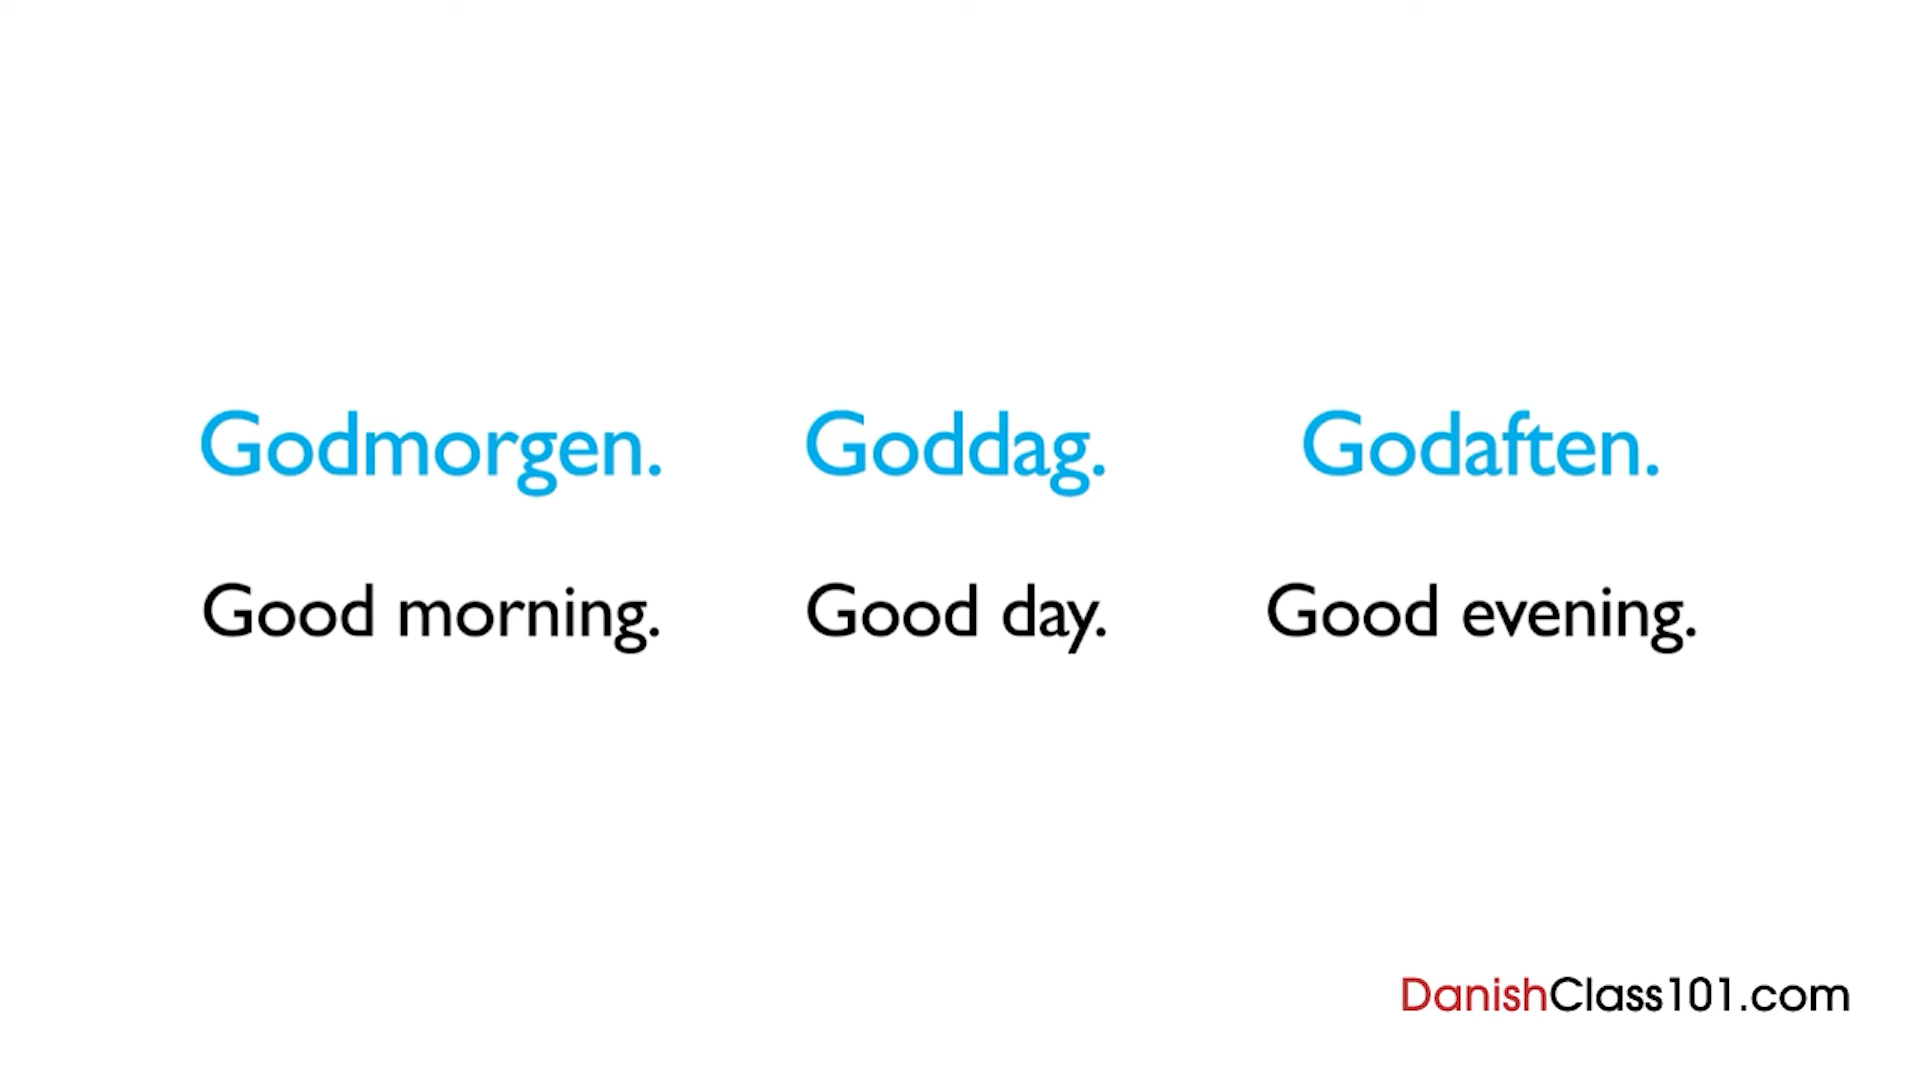 Godmorgen. Goddag. Godaften.
Good morning. Good day. Good evening.
DanishClass101.com